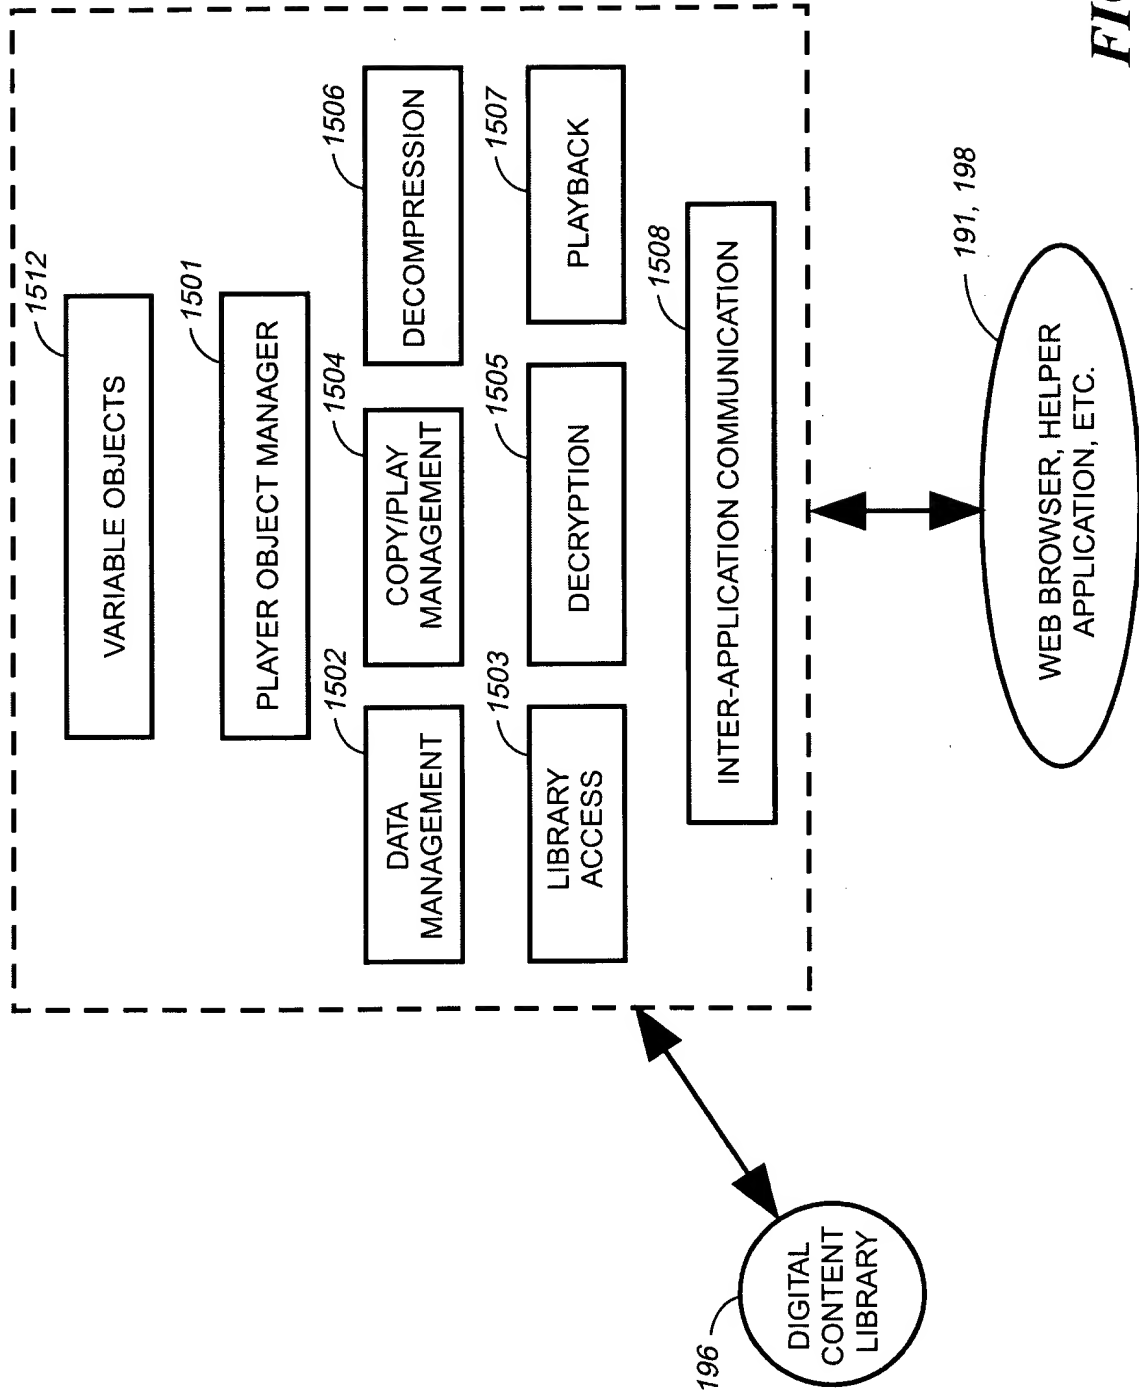 1512
VARIABLE OBJECTS
1501
PLAYER OBJECT MANAGER
1502
DATA
MANAGEMENT
1504
COPY/PLAY
MANAGEMENT
1506
DECOMPRESSION
1503
LIBRARY
ACCESS
1505
DECRYPTION
1507
PLAYBACK
1508
INTER-APPLICATION COMMUNICATION
196
DIGITAL
CONTENT
LIBRARY
191, 198
WEB BROWSER, HELPER
APPLICATION, ETC.